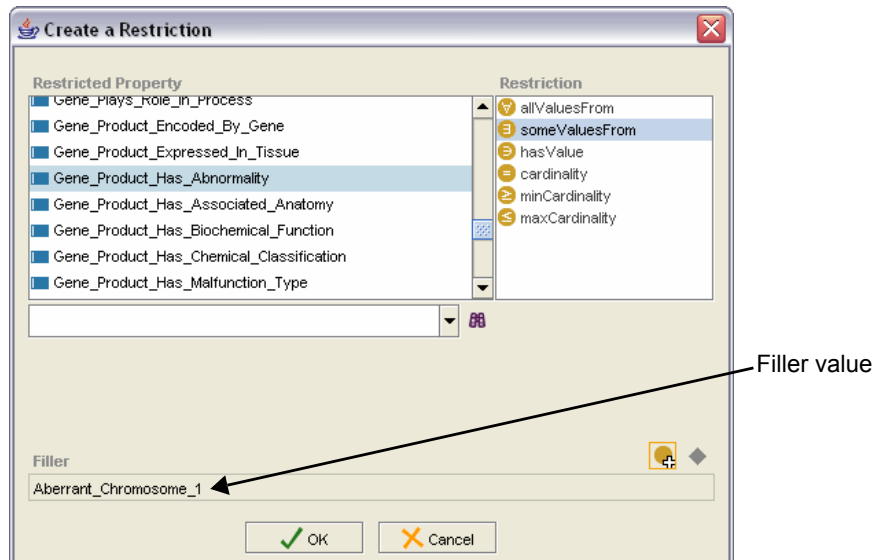 Create a Restriction
Restricted Property
Gene_Plays_Role_In_Process
Gene_Product_Encoded_By_Gene
Gene_Product_Expressed_In_Tissue
Gene_Product_Has_Abnormality
Gene_Product_Has_Associated_Anatomy
Gene_Product_Has_Biochemical_Function
Gene_Product_Has_Chemical_Classification
Gene_Product_Has_Malfunction_Type
Restriction
allValuesFrom
someValuesFrom
hasValue
cardinality
minCardinality
maxCardinality
Filler value
Filler
Aberrant_Chromosome_1
OK
Cancel